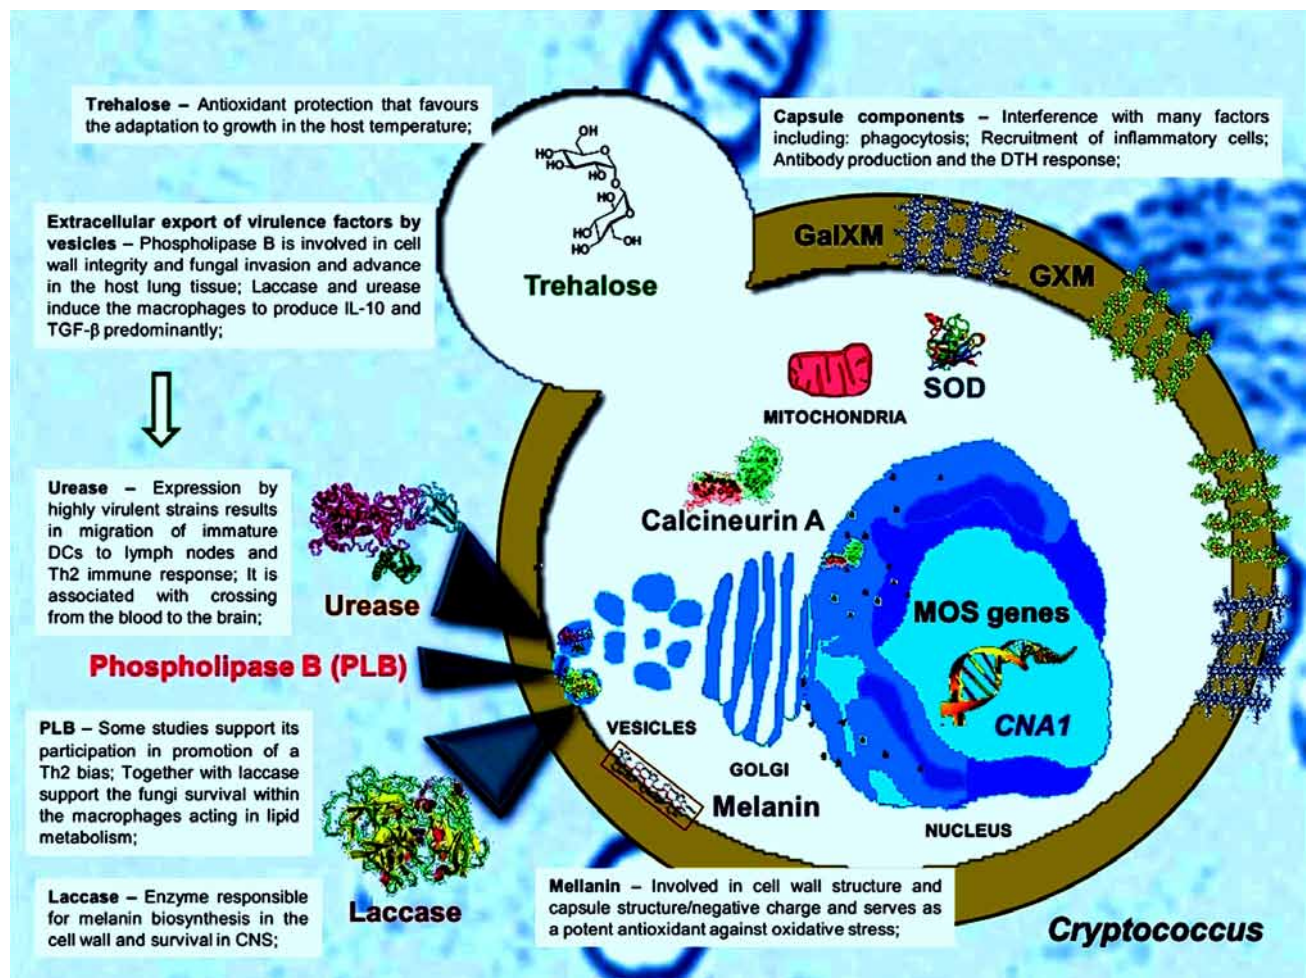 Trehalose – Antioxidant protection that favours
the adaptation to growth in the host temperature;
Capsule components – Interference with many factors
including: phagocytosis; Recruitment of inflammatory cells;
Antibody production and the DTH response;
OH
HO
HO
HO
OH
O
O
HO
O
HO
HO
OH
Trehalose
Extracellular export of virulence factors by
vesicles – Phospholipase B is involved in cell
wall integrity and fungal invasion and advance
in the host lung tissue; Laccase and urease
induce the macrophages to produce IL-10 and
TGF-β predominantly;
GalXM
GXM
SOD
MITOCHONDRIA
Calcineurin A
Urease – Expression by
highly virulent strains results
in migration of immature
DCs to lymph nodes and
Th2 immune response; It is
associated with crossing
from the blood to the brain;
Urease
MOS genes
CNA1
Phospholipase B (PLB)
PLB – Some studies support its
participation in promotion of a
Th2 bias; Together with laccase
support the fungi survival within
the macrophages acting in lipid
metabolism;
VESICLES
GOLGI
Melanin
NUCLEUS
Laccase – Enzyme responsible
for melanin biosynthesis in the
cell wall and survival in CNS;
Laccase
Mellanin – Involved in cell wall structure and
capsule structure/negative charge and serves as
a potent antioxidant against oxidative stress;
Cryptococcus